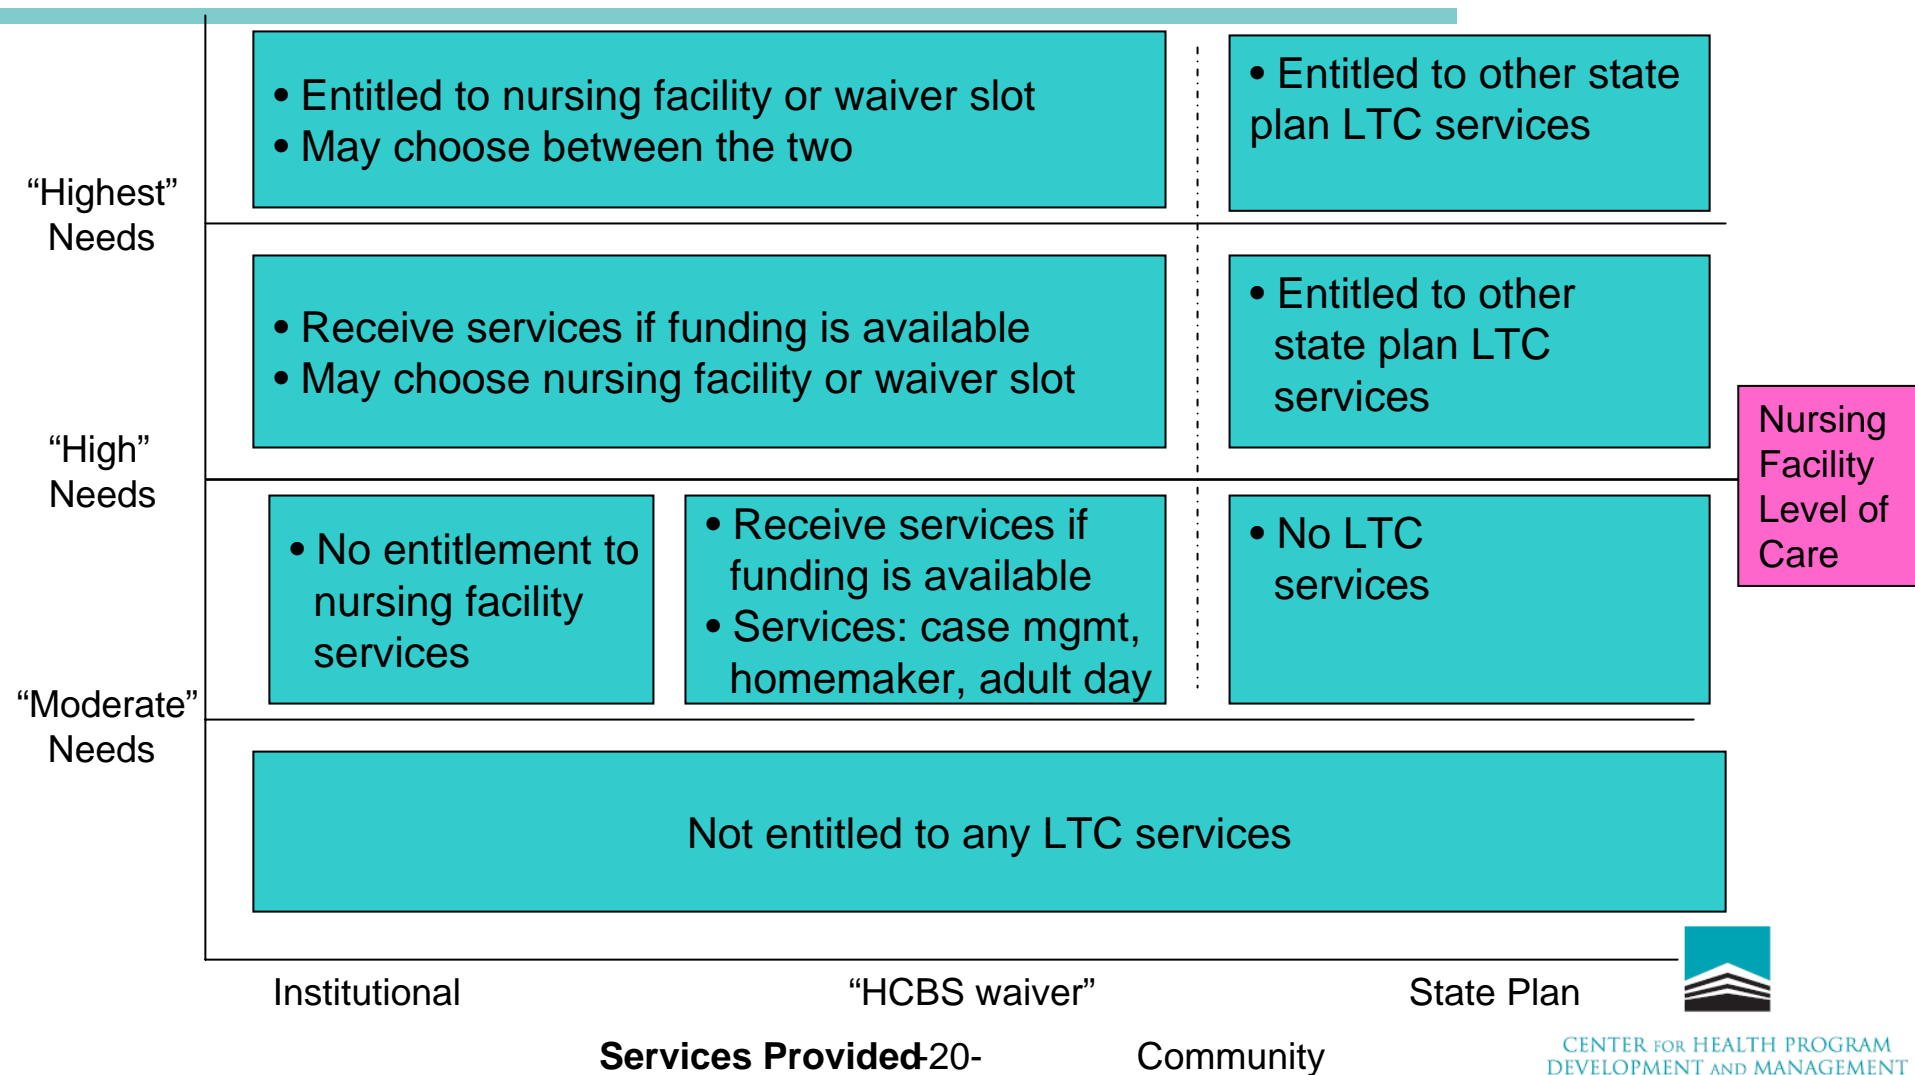 • Entitled to nursing facility or waiver slot
• May choose between the two
• Entitled to other state
plan LTC services
“Highest”
Needs
• Receive services if funding is available
• May choose nursing facility or waiver slot
• Entitled to other
state plan LTC
services
“High”
Needs
Nursing
Facility
Level of
Care
• No entitlement to
nursing facility
services
• Receive services if
funding is available
• Services: case mgmt,
homemaker, adult day
• No LTC
services
“Moderate”
Needs
Not entitled to any LTC services
Institutional
“HCBS waiver”
State Plan
Services Provided
-20-
Community
CENTER FOR HEALTH PROGRAM
DEVELOPMENT AND MANAGEMENT